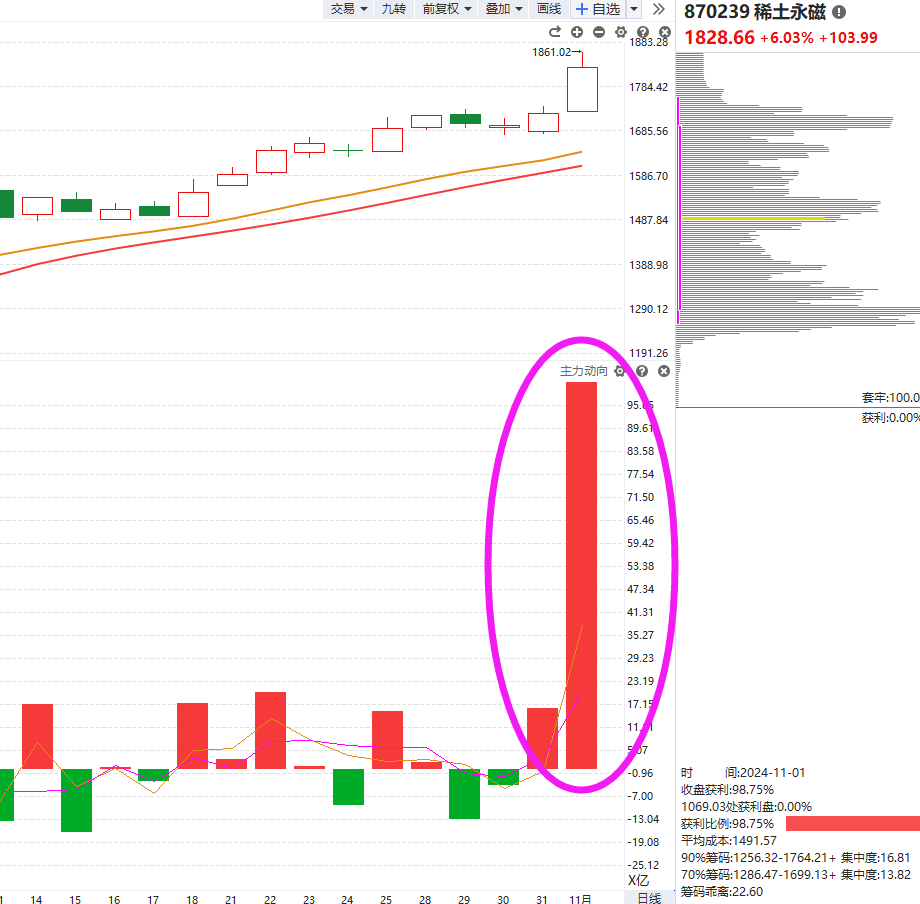 交易 九转 前复权 叠加 画线 自选
870239 稀土永磁
1828.66 +6.03% +103.99
1861.02
1883.28
1784.42
1685.56
1586.70
1487.84
1388.98
1290.12
1191.26
主力动向
95.65
89.61
83.58
77.54
71.50
65.46
59.42
53.38
47.34
41.31
35.27
29.23
23.19
17.15
-0.96
-7.00
-13.04
-19.08
-25.12
X亿
14 15 16 17 18 21 22 23 24 25 28 29 30 31 11月 日线
套牢:100.0
获利:0.00%
时 间:2024-11-01
收盘获利:98.75%
1069.03处获利盘:0.00%
获利比例:98.75%
平均成本:1491.57
90%筹码:1256.32-1764.21+ 集中度:16.81
70%筹码:1286.47-1699.13+ 集中度:13.82
筹码乖离:22.60